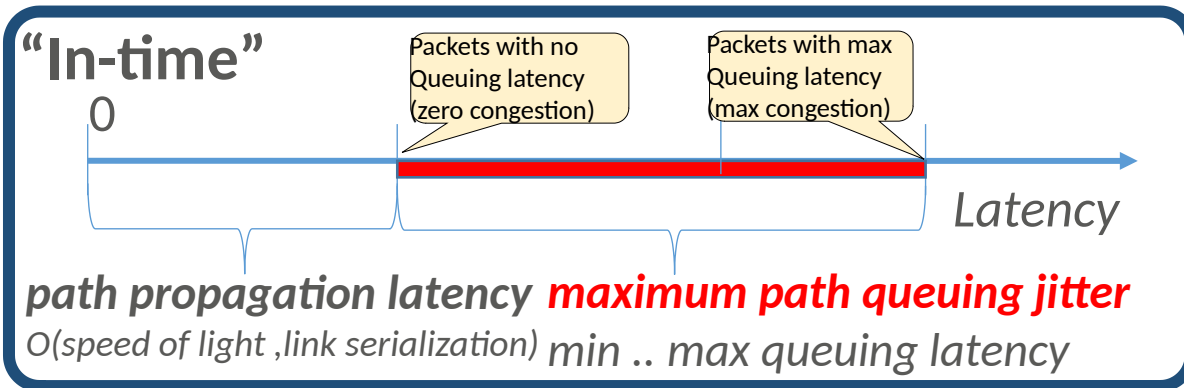 “In-time”
0
Packets with no
Queuing latency
(zero congestion)
Packets with max
Queuing latency
(max congestion)
Latency
path propagation latency
O(speed of light ,link serialization)
maximum path queuing jitter
min .. max queuing latency